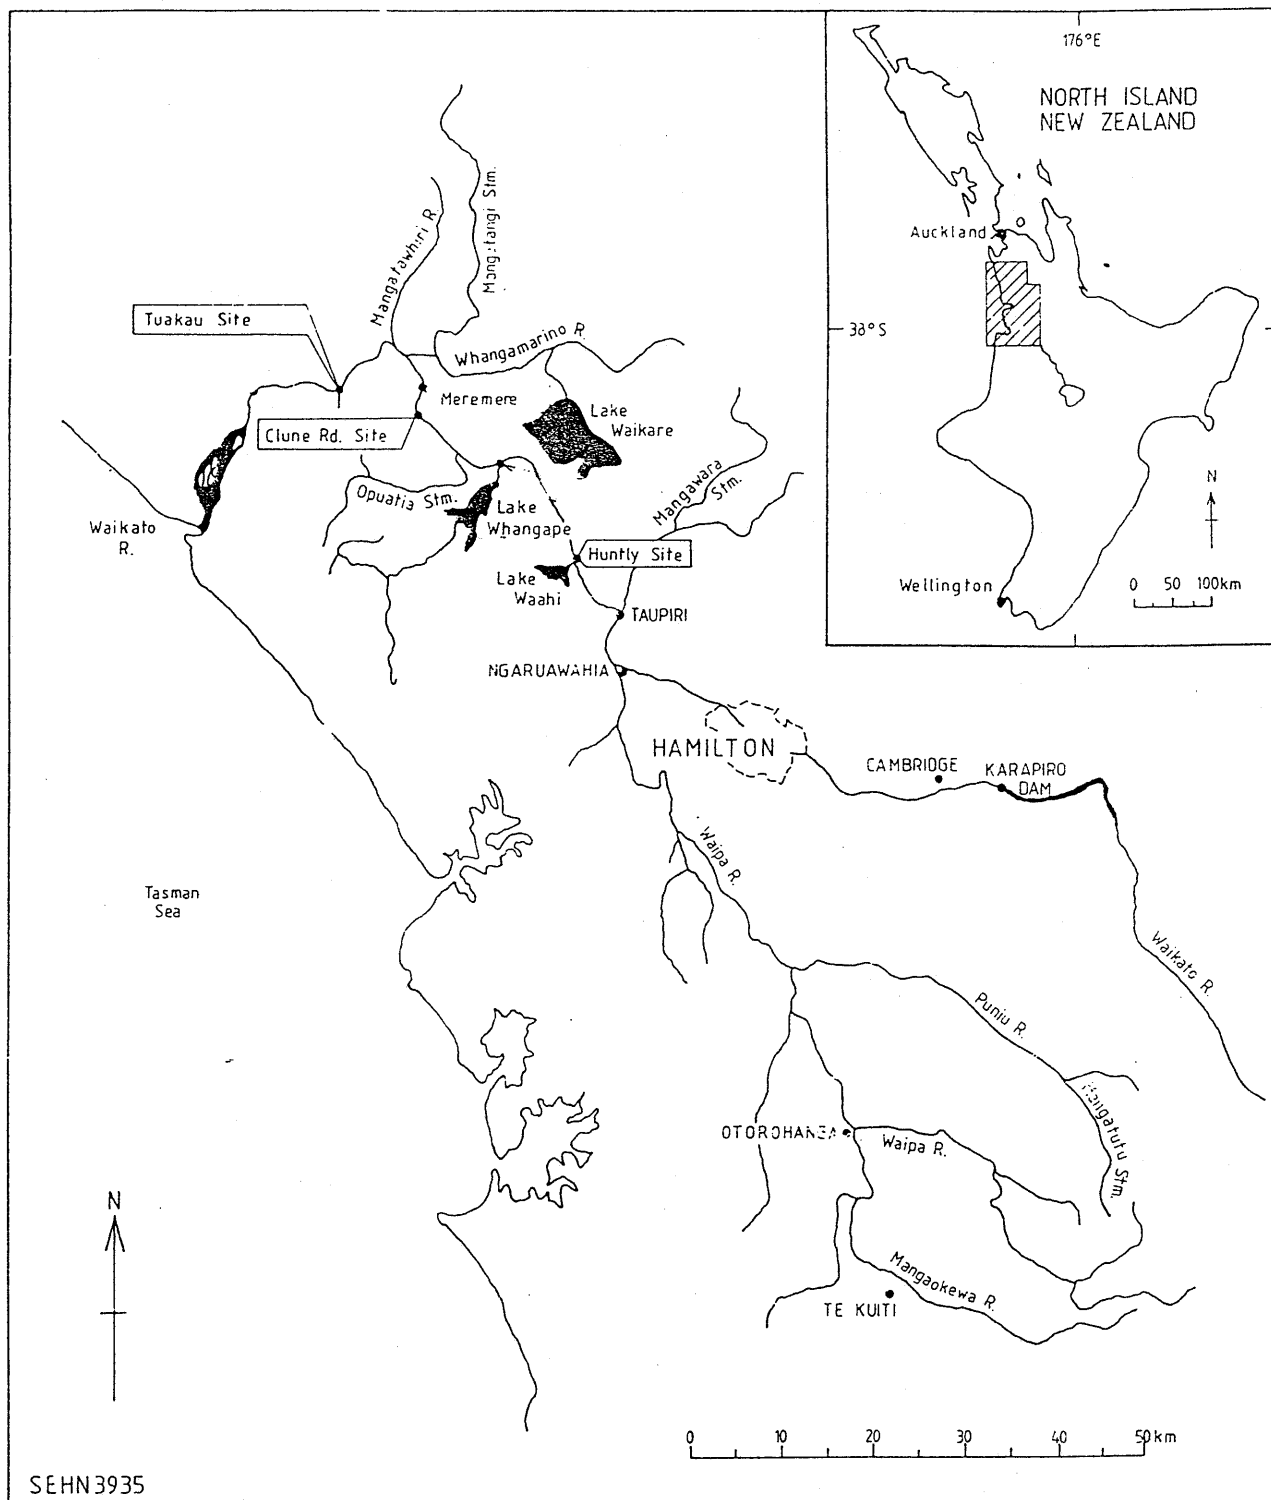 176°E
NORTH ISLAND
NEW ZEALAND
Auckland
38°S
N
0 50 100km
Wellington
Mangatawhiri R.
Mangatangi Stm.
Tuakau Site
Whangamarino R.
Meremere
Clune Rd. Site
Lake
Waikare
Opuatia Stm.
Mangawara
Stm.
Lake
Whangape
Waikato
R.
Huntly Site
Lake
Waahi
TAUPIRI
NGARUAWAHIA
HAMILTON
CAMBRIDGE
KARAPIRO
DAM
Waipa R.
Tasman
Sea
Waikato R.
Puniu R.
Mangatutu Stm.
OTOROHANGA
Waipa R.
N
Mangaokewa R.
TE KUITI
0 10 20 30 40 50km
SEHN3935